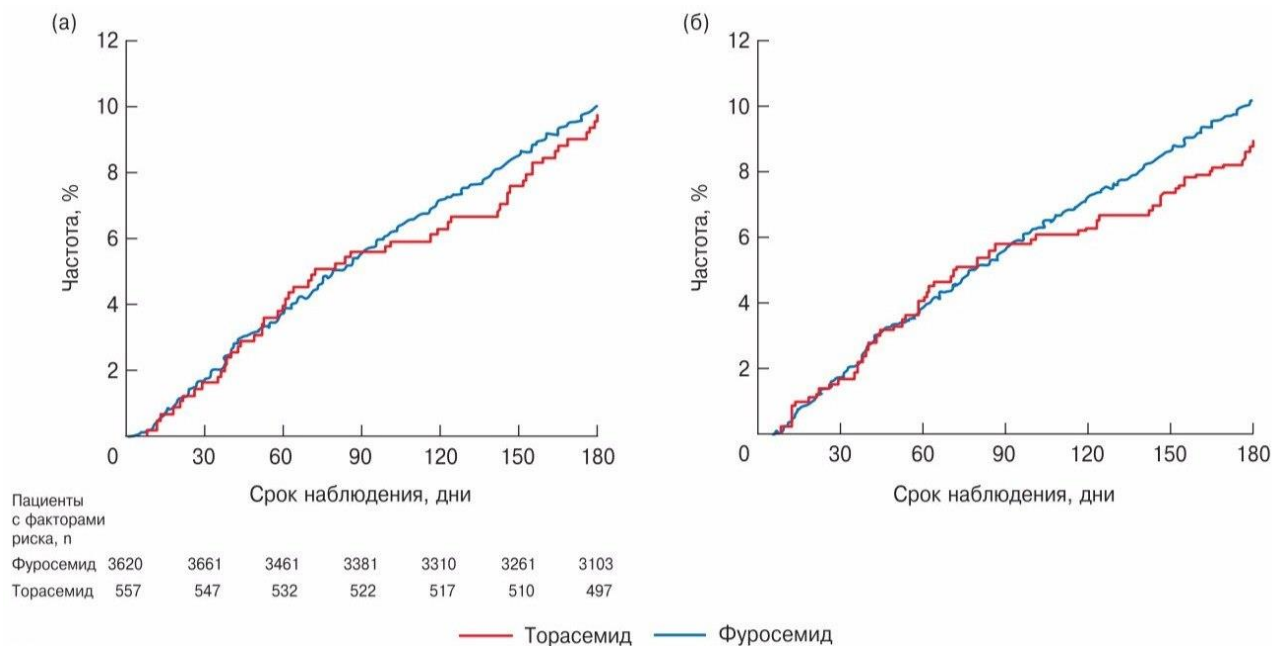 (а)
12
10
8
6
4
2
Частота, %
0 30 60 90 120 150 180
Срок наблюдения, дни
Пациенты
с факторами
риска, n
Фуросемид 3620 3661 3461 3381 3310 3261 3103
Торасемид 557 547 532 522 517 510 497
(б)
12
10
8
6
4
2
0
Частота, %
0 30 60 90 120 150 180
Срок наблюдения, дни
Торасемид Фуросемид